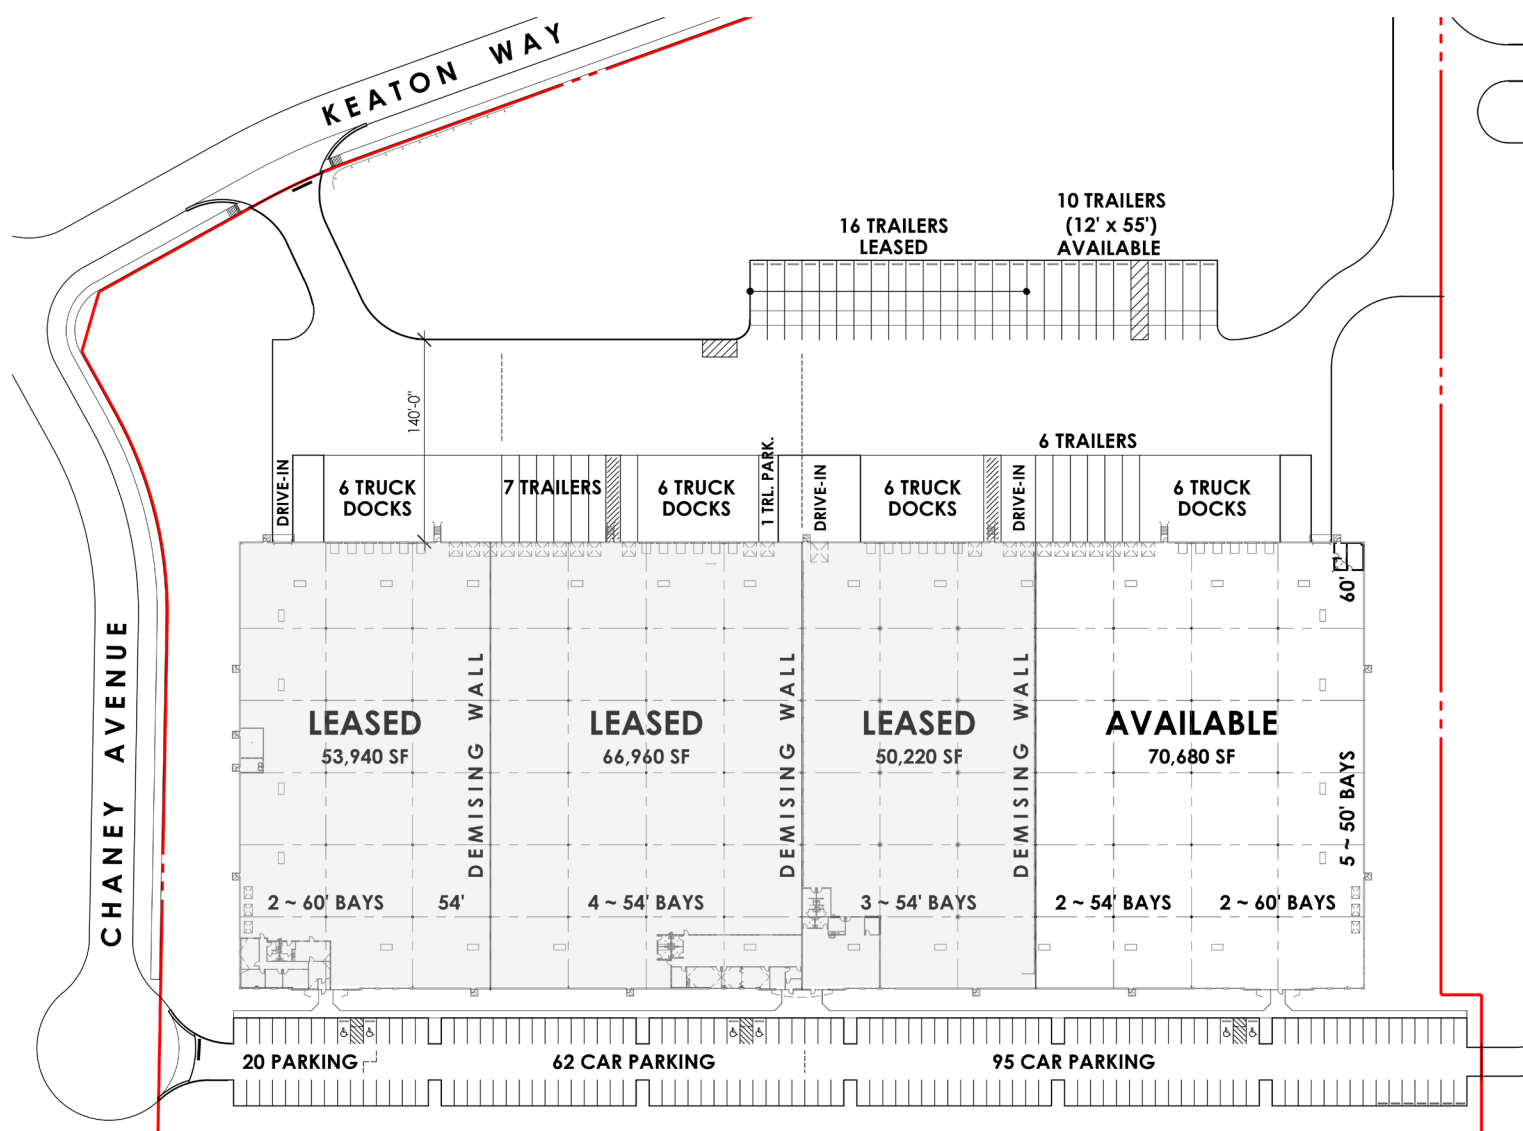 KEATON WAY
10 TRAILERS
(12' x 55')
AVAILABLE
16 TRAILERS
LEASED
140'-0"
6 TRAILERS
DRIVE-IN
6 TRUCK
DOCKS
7 TRAILERS
6 TRUCK
DOCKS
1 TRL. PARK.
DRIVE-IN
6 TRUCK
DOCKS
DRIVE-IN
6 TRUCK
DOCKS
60'
CHANEY AVENUE
LEASED
53,940 SF
DEMISING WALL
LEASED
66,960 SF
DEMISING WALL
LEASED
50,220 SF
DEMISING WALL
AVAILABLE
70,680 SF
5 ~ 50' BAYS
2 ~ 60' BAYS
54'
4 ~ 54' BAYS
3 ~ 54' BAYS
2 ~ 54' BAYS
2 ~ 60' BAYS
20 PARKING
62 CAR PARKING
95 CAR PARKING